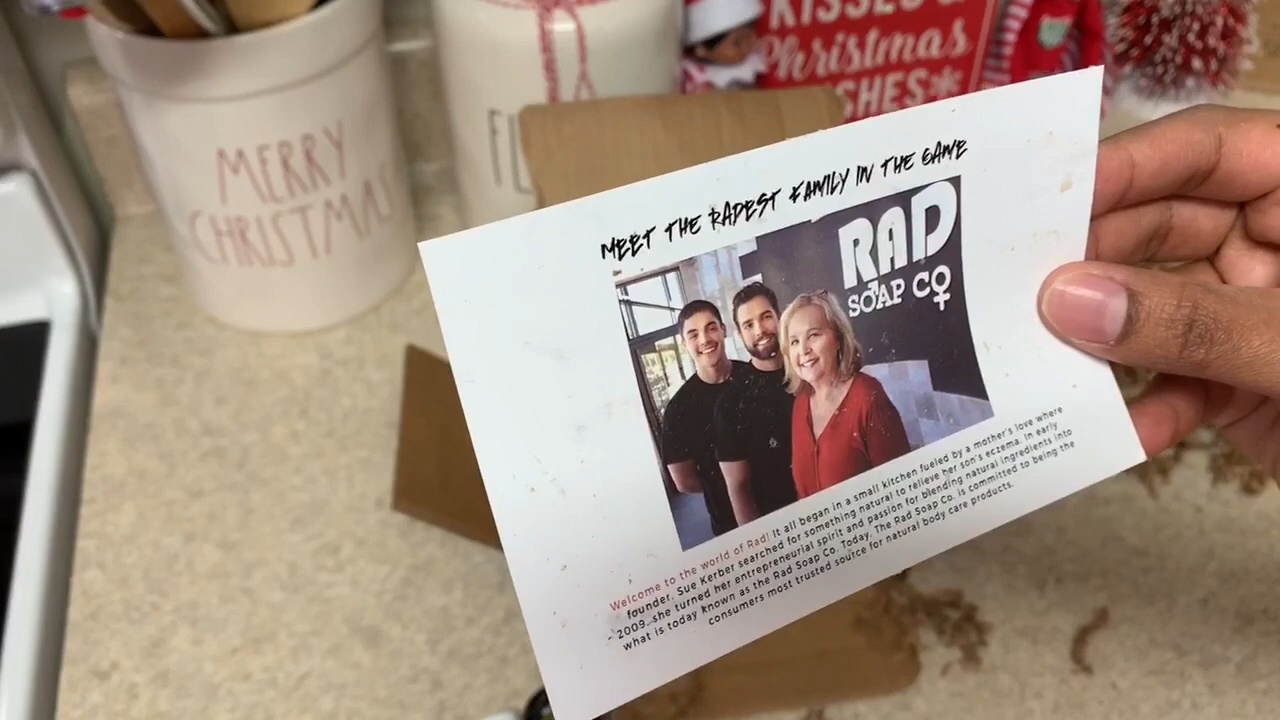 MERRY
CHRISTMA
FL
KISSES &
Christmas
SHES*
MEET THE RADEST FAMILY IN THE GAME
RAD
SOAP CO
Welcome to the world of Rad! It all began in a small kitchen fueled by a mother's love where
founder, Sue Kerber searched for something natural to relieve her son's eczema. In early
2009, she turned her entrepreneurial spirit and passion for blending natural ingredients into
what is today known as the Rad Soap Co. Today, The Rad Soap Co. is committed to being the
consumers most trusted source for natural body care products.